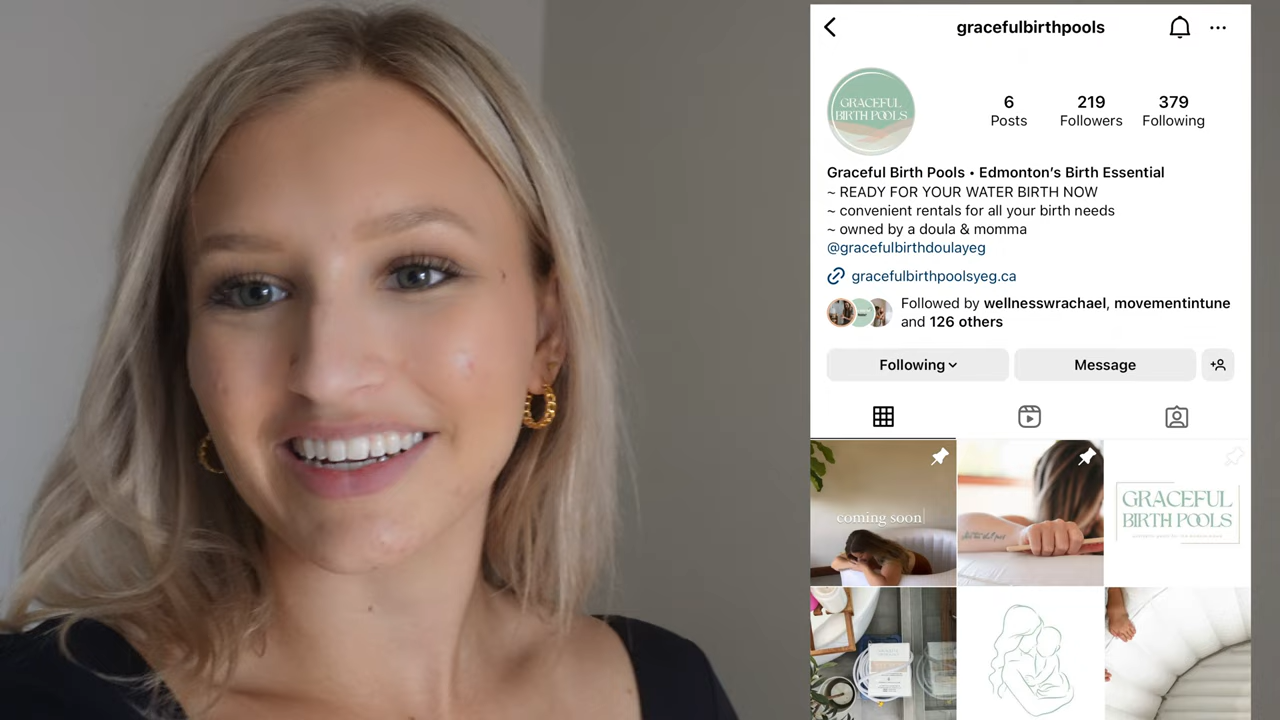 gracefulbirthpools
GRACEFUL
BIRTH POOLS
6
219
379
Posts
Followers
Following
Graceful Birth Pools • Edmonton's Birth Essential
~ READY FOR YOUR WATER BIRTH NOW
~ convenient rentals for all your birth needs
~ owned by a doula & momma
@gracefulbirthdoulayeg
gracefulbirthpoolsyeg.ca
Followed by wellnesswrachael, movementintune
and 126 others
Following
Message
coming soon
GRACEFUL
BIRTH POOLS